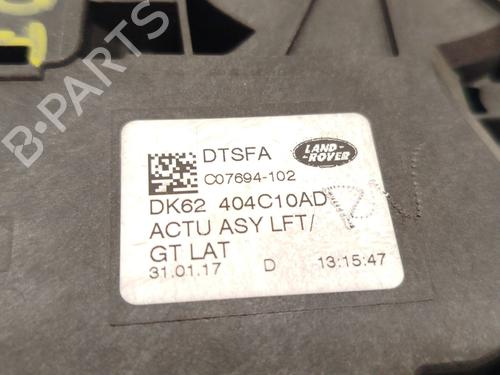 B-PARTS
DTSFA
LAND-
ROVER
C07694-102
DK62 404C10AD
ACTU ASY LFT/
GT LAT
31.01.17 D 13:15:47